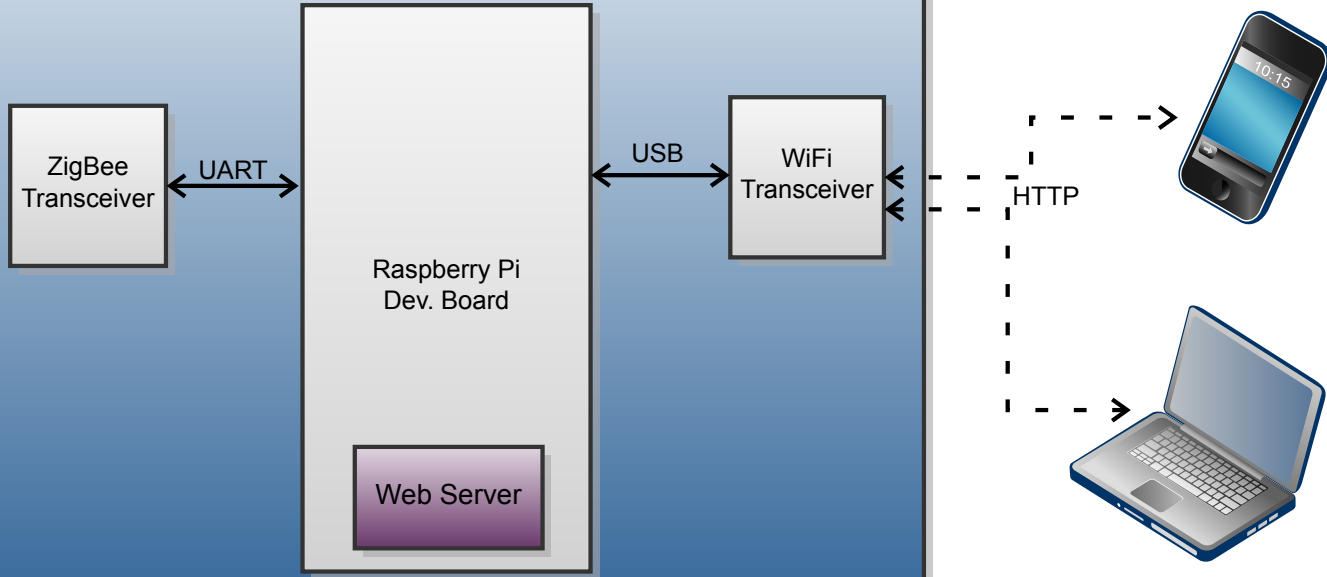 ZigBee
Transceiver
UART
Raspberry Pi
Dev. Board
Web Server
USB
WiFi
Transceiver
HTTP
10:15